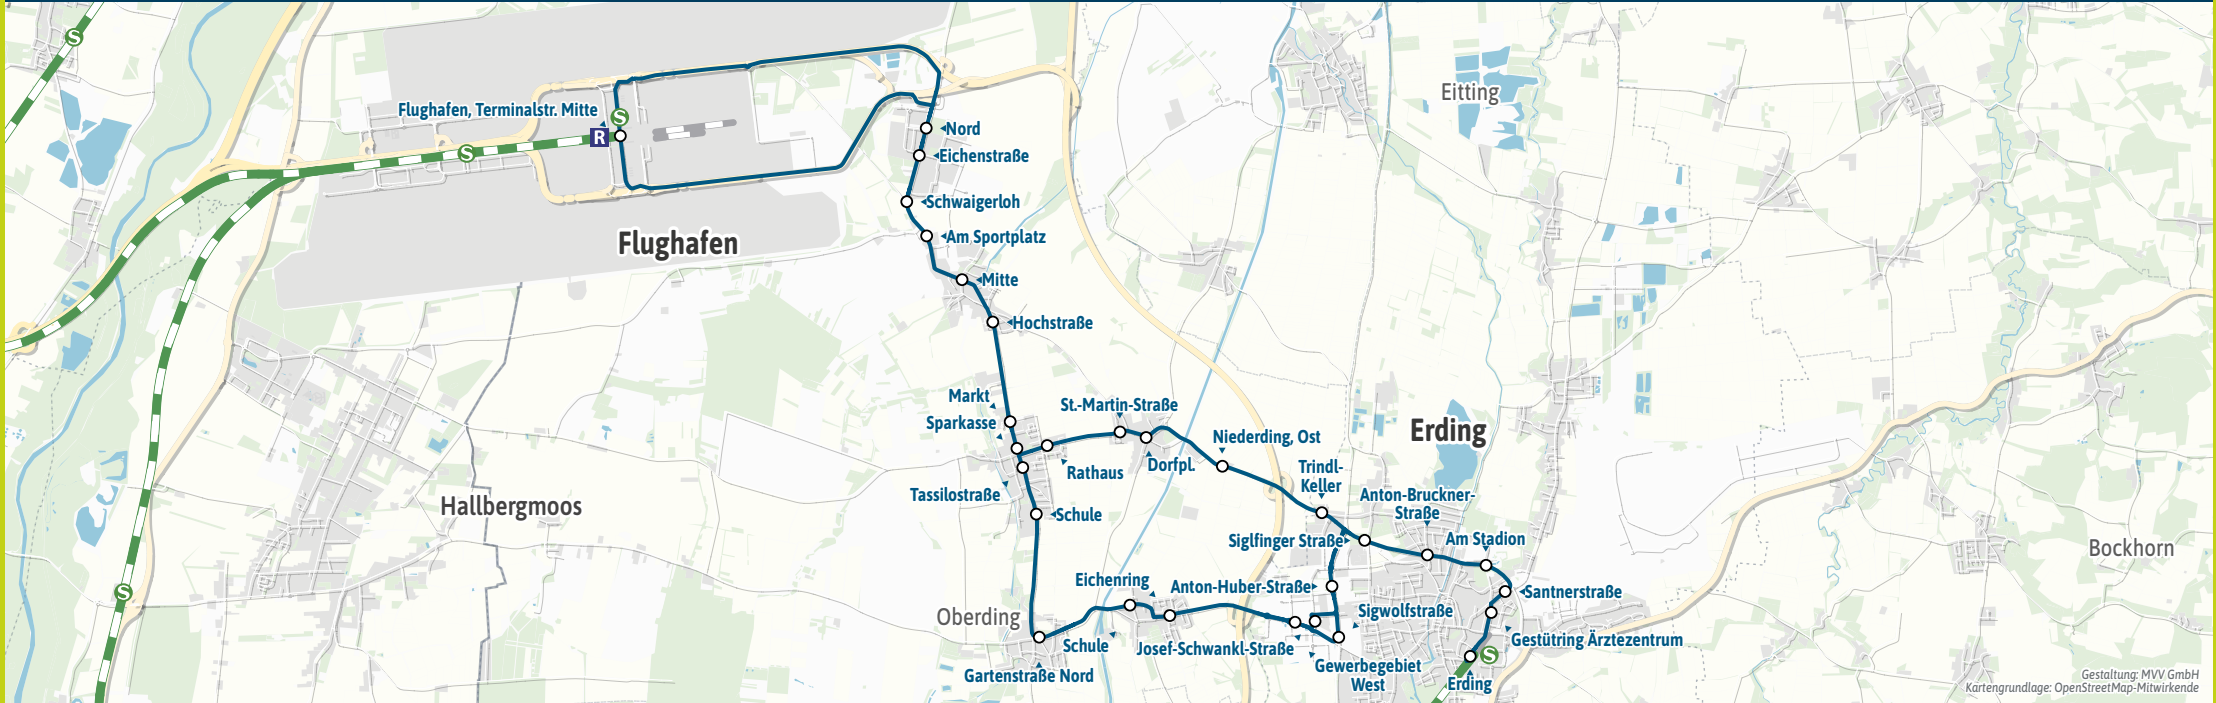 S
Eitting
Flughafen, Terminalstr. Mitte
S
R
S
Nord
Eichenstraße
Schwaigerloh
Am Sportplatz
Flughafen
Mitte
Hochstraße
Markt
Sparkasse
St.-Martin-Straße
Niederding, Ost
Erding
Rathaus
Dorfpl.
Trindl-
Keller
Tassilostraße
Anton-Bruckner-
Straße
Hallbergmoos
Schule
Siglfinger Straße
Am Stadion
Bockhorn
S
Eichenring
Anton-Huber-Straße
Santnerstraße
Oberding
Sigwolfstraße
Schule
Josef-Schwankl-Straße
Gestütring Ärztezentrum
S
Gartenstraße Nord
Gewerbegebiet
West
Erding
Gestaltung: MVV GmbH
Kartengrundlage: OpenStreetMap-Mitwirkende